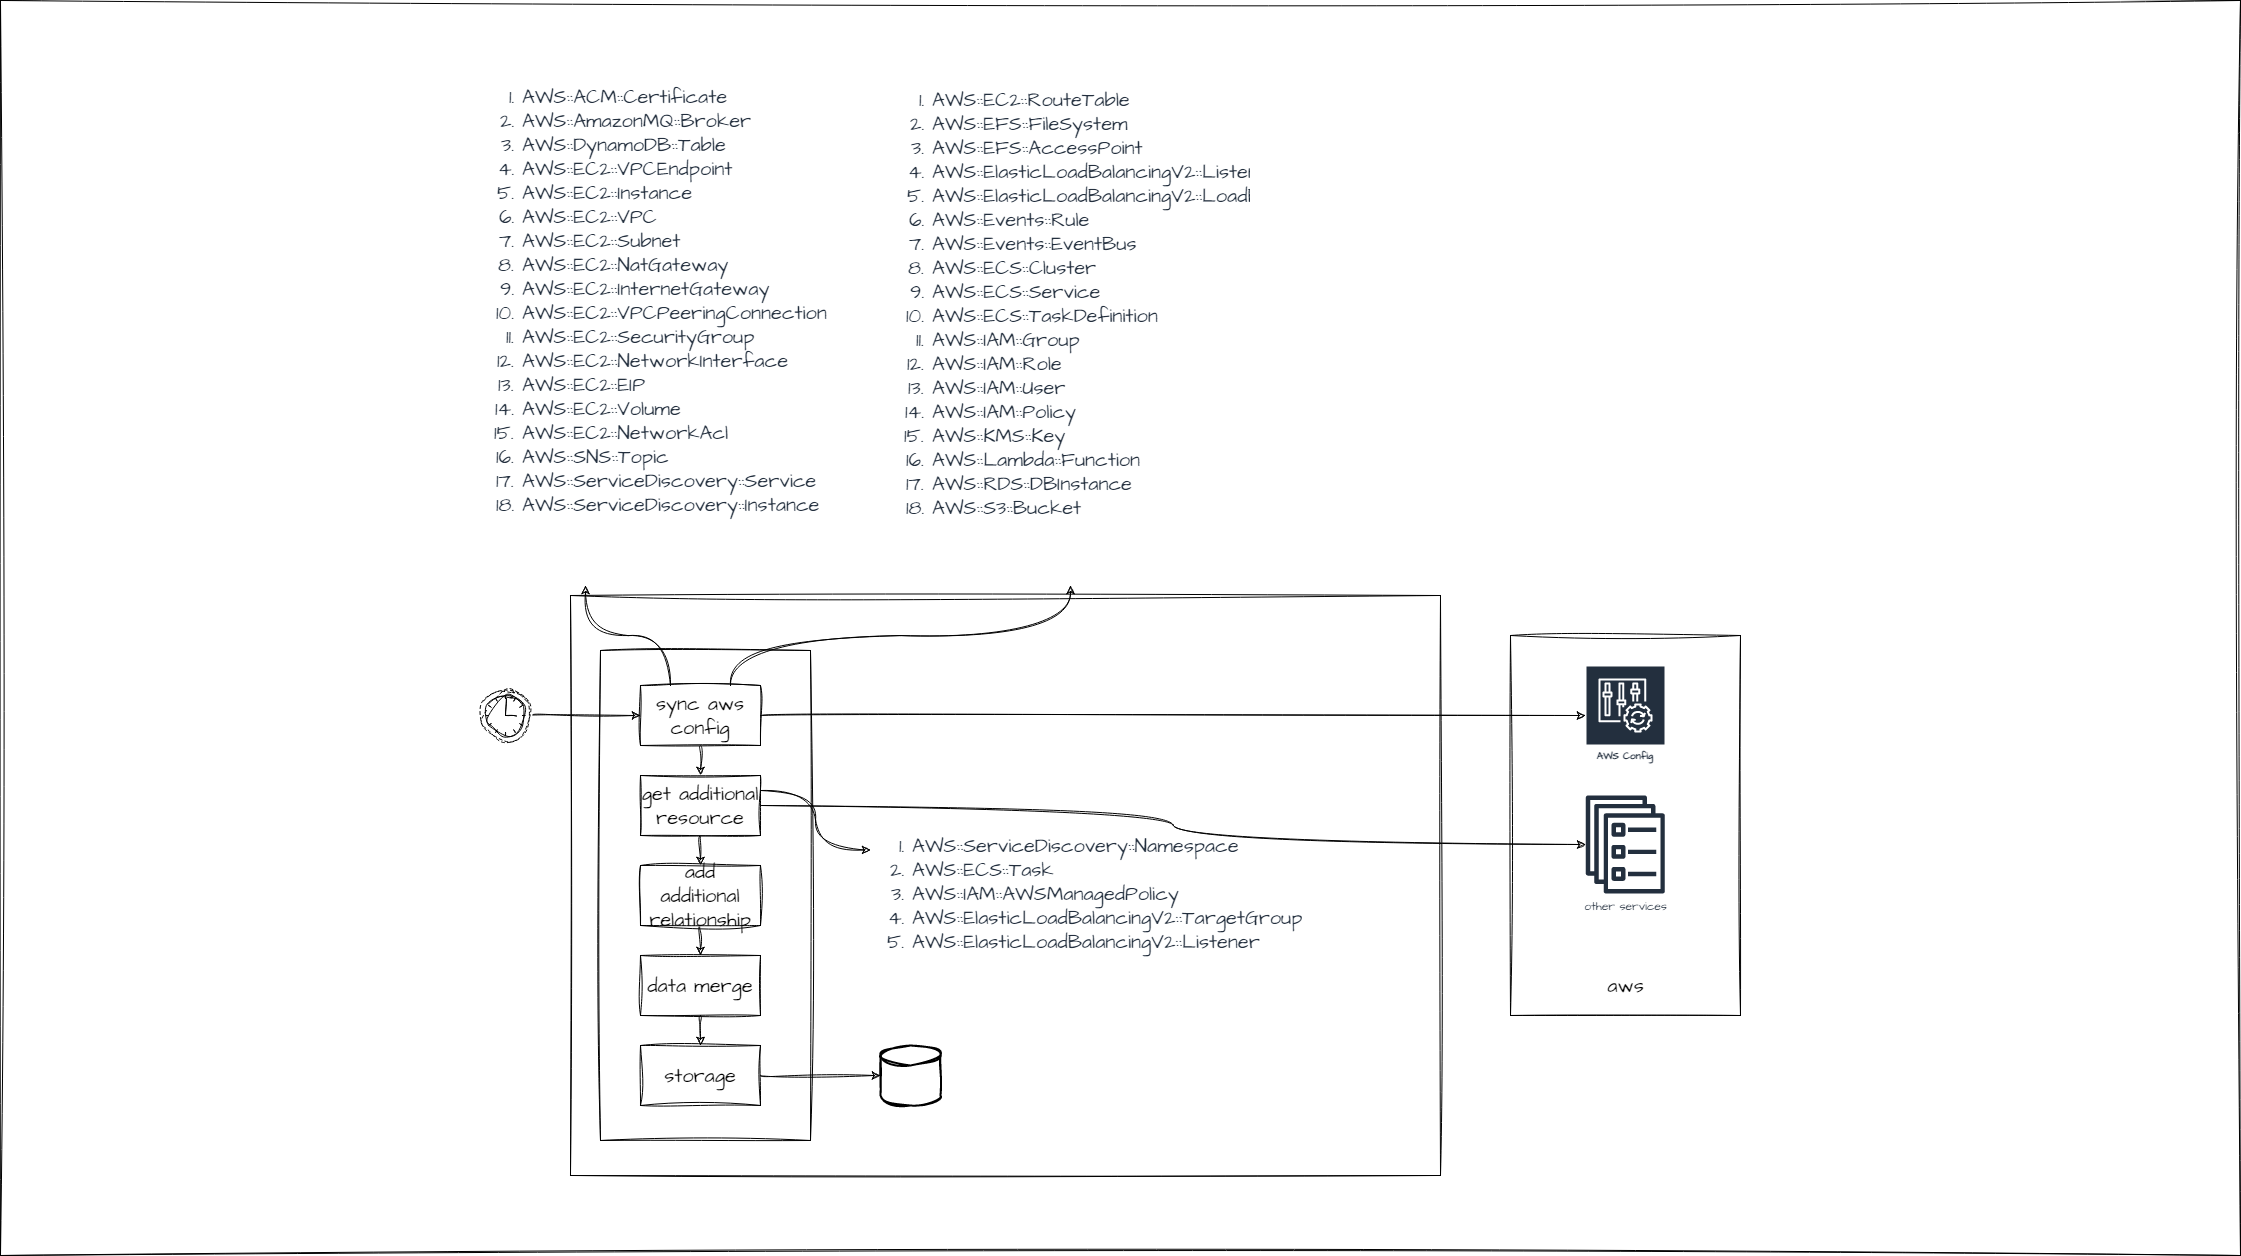 1. AWS::ACM::Certificate
2. AWS::AmazonMQ::Broker
3. AWS::DynamoDB::Table
4. AWS::EC2::VPCEndpoint
5. AWS::EC2::Instance
6. AWS::EC2::VPC
7. AWS::EC2::Subnet
8. AWS::EC2::NatGateway
9. AWS::EC2::InternetGateway
10. AWS::EC2::VPCPeeringConnection
11. AWS::EC2::SecurityGroup
12. AWS::EC2::NetworkInterface
13. AWS::EC2::EIP
14. AWS::EC2::Volume
15. AWS::EC2::NetworkAcl
16. AWS::SNS::Topic
17. AWS::ServiceDiscovery::Service
18. AWS::ServiceDiscovery::Instance
1. AWS::EC2::RouteTable
2. AWS::EFS::FileSystem
3. AWS::EFS::AccessPoint
4. AWS::ElasticLoadBalancingV2::Liste
5. AWS::ElasticLoadBalancingV2::Load
6. AWS::Events::Rule
7. AWS::Events::EventBus
8. AWS::ECS::Cluster
9. AWS::ECS::Service
10. AWS::ECS::TaskDefinition
11. AWS::IAM::Group
12. AWS::IAM::Role
13. AWS::IAM::User
14. AWS::IAM::Policy
15. AWS::KMS::Key
16. AWS::Lambda::Function
17. AWS::RDS::DBInstance
18. AWS::S3::Bucket
sync aws
config
get additional
resource
add
additional
relationship
data merge
storage
1. AWS::ServiceDiscovery::Namespace
2. AWS::ECS::Task
3. AWS::IAM::AWSManagedPolicy
4. AWS::ElasticLoadBalancingV2::TargetGroup
5. AWS::ElasticLoadBalancingV2::Listener
AWS Config
other services
aws